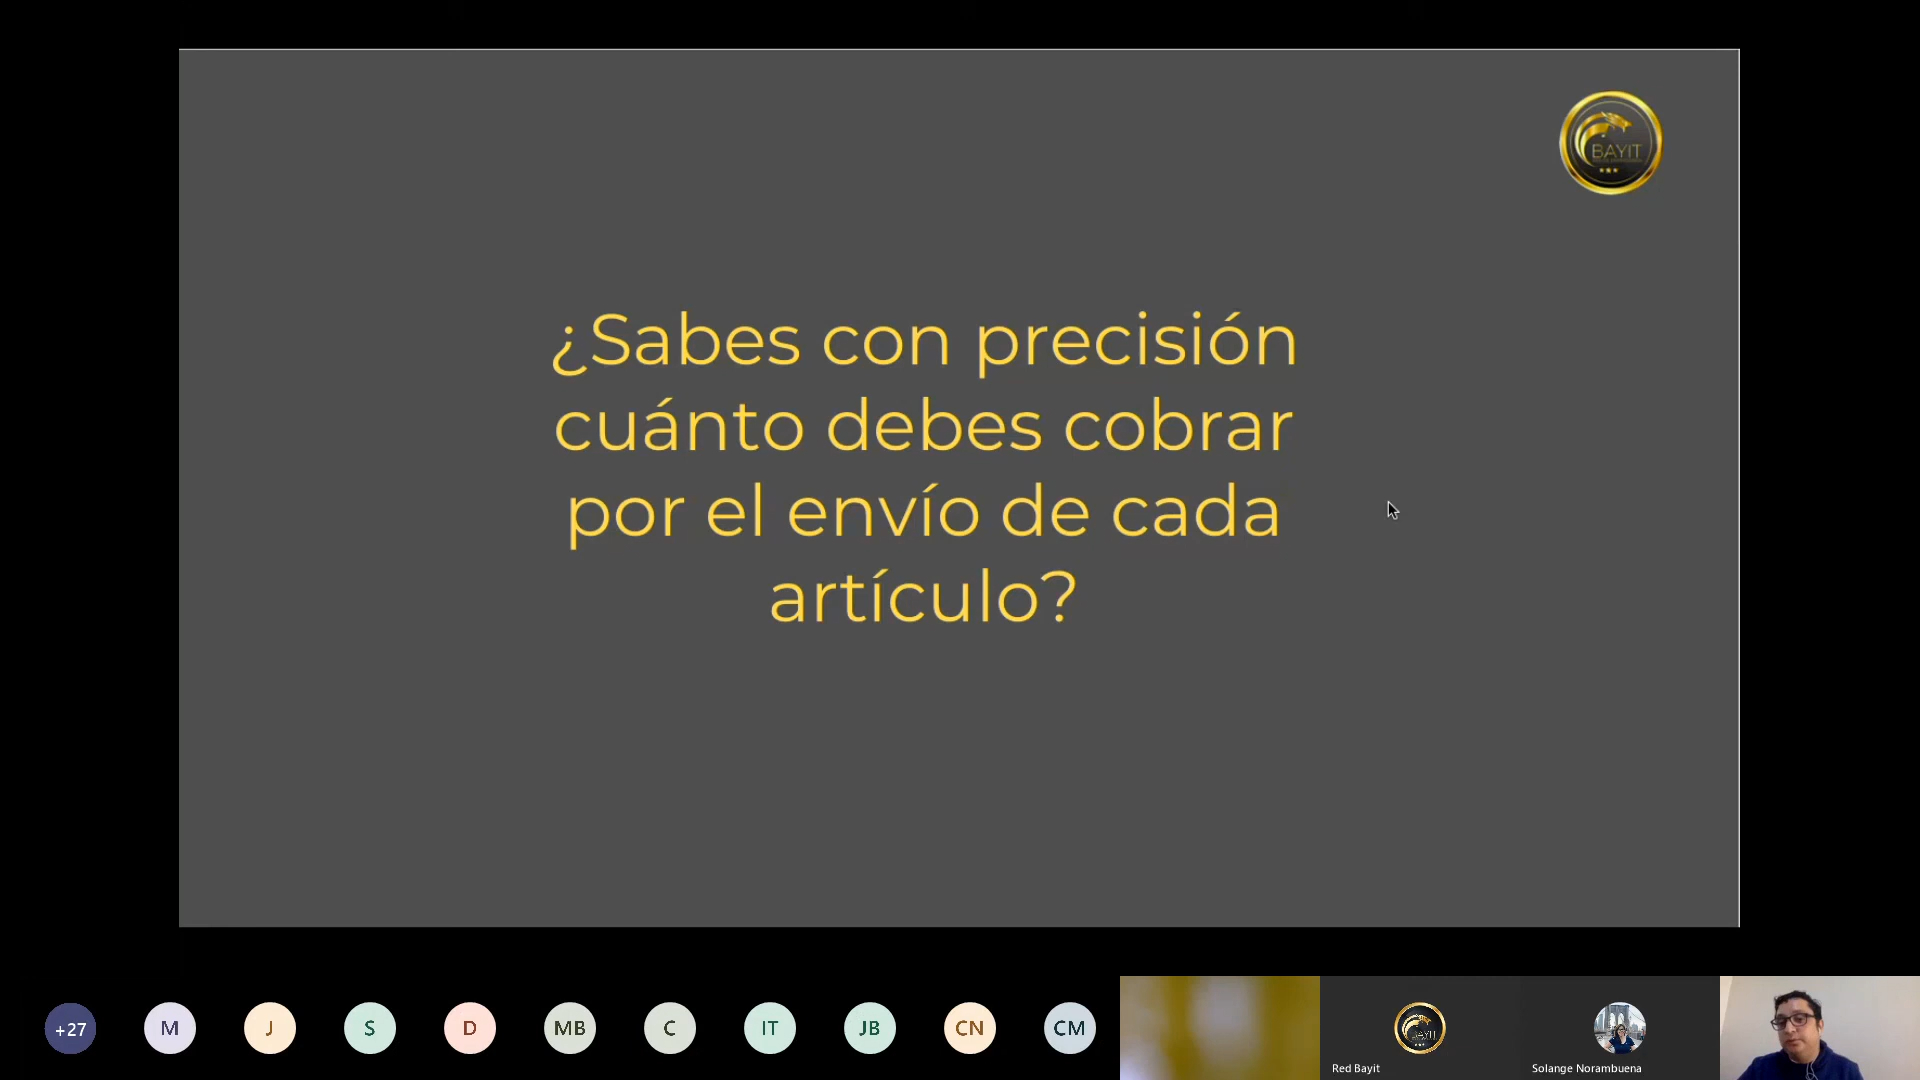 BAYIT
¿Sabes con precisión
cuánto debes cobrar
por el envío de cada
artículo?
+27
M
J
S
D
MB
C
IT
JB
CN
CM
BAYIT
Red Bayit
Solange Norambuena